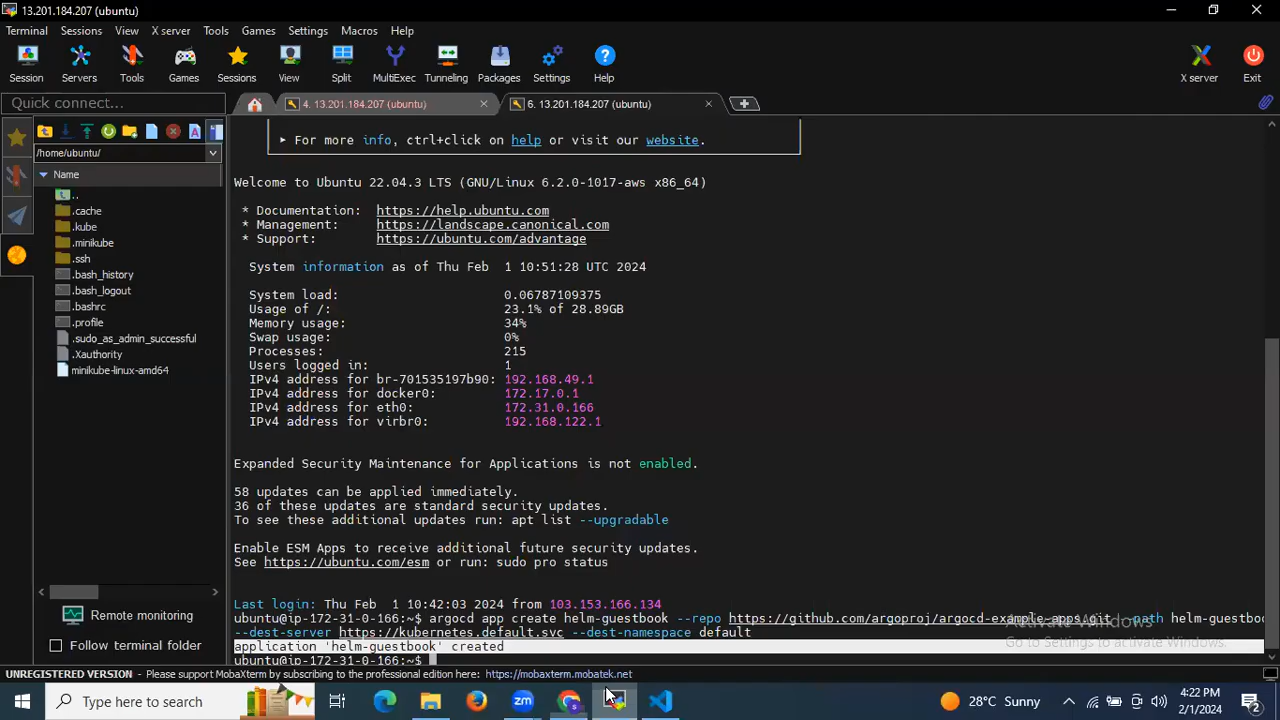 13.201.184.207 (ubuntu)
Terminal Sessions View X server Tools Games Settings Macros Help
Session Servers Tools Games Sessions View Split MultiExec Tunneling Packages Settings Help X server Exit
Quick connect...
4. 13.201.184.207 (ubuntu)
6. 13.201.184.207 (ubuntu)
/home/ubuntu/
Name
..
.cache
.kube
.minikube
.ssh
.bash_history
.bash_logout
.bashrc
.profile
.sudo_as_admin_successful
.Xauthority
minikube-linux-amd64
Remote monitoring
Follow terminal folder
▸ For more info, ctrl+click on help or visit our website.
Welcome to Ubuntu 22.04.3 LTS (GNU/Linux 6.2.0-1017-aws x86_64)
* Documentation: https://help.ubuntu.com
* Management: https://landscape.canonical.com
* Support: https://ubuntu.com/advantage
System information as of Thu Feb 1 10:51:28 UTC 2024
System load: 0.06787109375
Usage of /: 23.1% of 28.89GB
Memory usage: 34%
Swap usage: 0%
Processes: 215
Users logged in: 1
IPv4 address for br-701535197b90: 192.168.49.1
IPv4 address for docker0: 172.17.0.1
IPv4 address for eth0: 172.31.0.166
IPv4 address for virbr0: 192.168.122.1
Expanded Security Maintenance for Applications is not enabled.
58 updates can be applied immediately.
36 of these updates are standard security updates.
To see these additional updates run: apt list --upgradable
Enable ESM Apps to receive additional future security updates.
See https://ubuntu.com/esm or run: sudo pro status
Last login: Thu Feb 1 10:42:03 2024 from 103.153.166.134
ubuntu@ip-172-31-0-166:~$ argocd app create helm-guestbook --repo https://github.com/argoproj/argocd-example-apps.git --path helm-guestboo
--dest-server https://kubernetes.default.svc --dest-namespace default
application 'helm-guestbook' created
ubuntu@ip-172-31-0-166:~$
Activate Windows
Go to Settings to activate Windows.
UNREGISTERED VERSION - Please support MobaXterm by subscribing to the professional edition here: https://mobaxterm.mobatek.net
Type here to search
zm
28°C Sunny
4:22 PM
2/1/2024
2